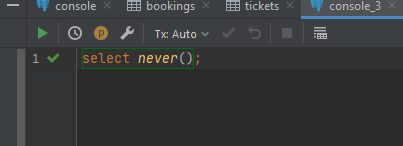 console bookings tickets console_3
p Tx: Auto
1 select never();